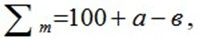 ∑ m=100 + а − в,